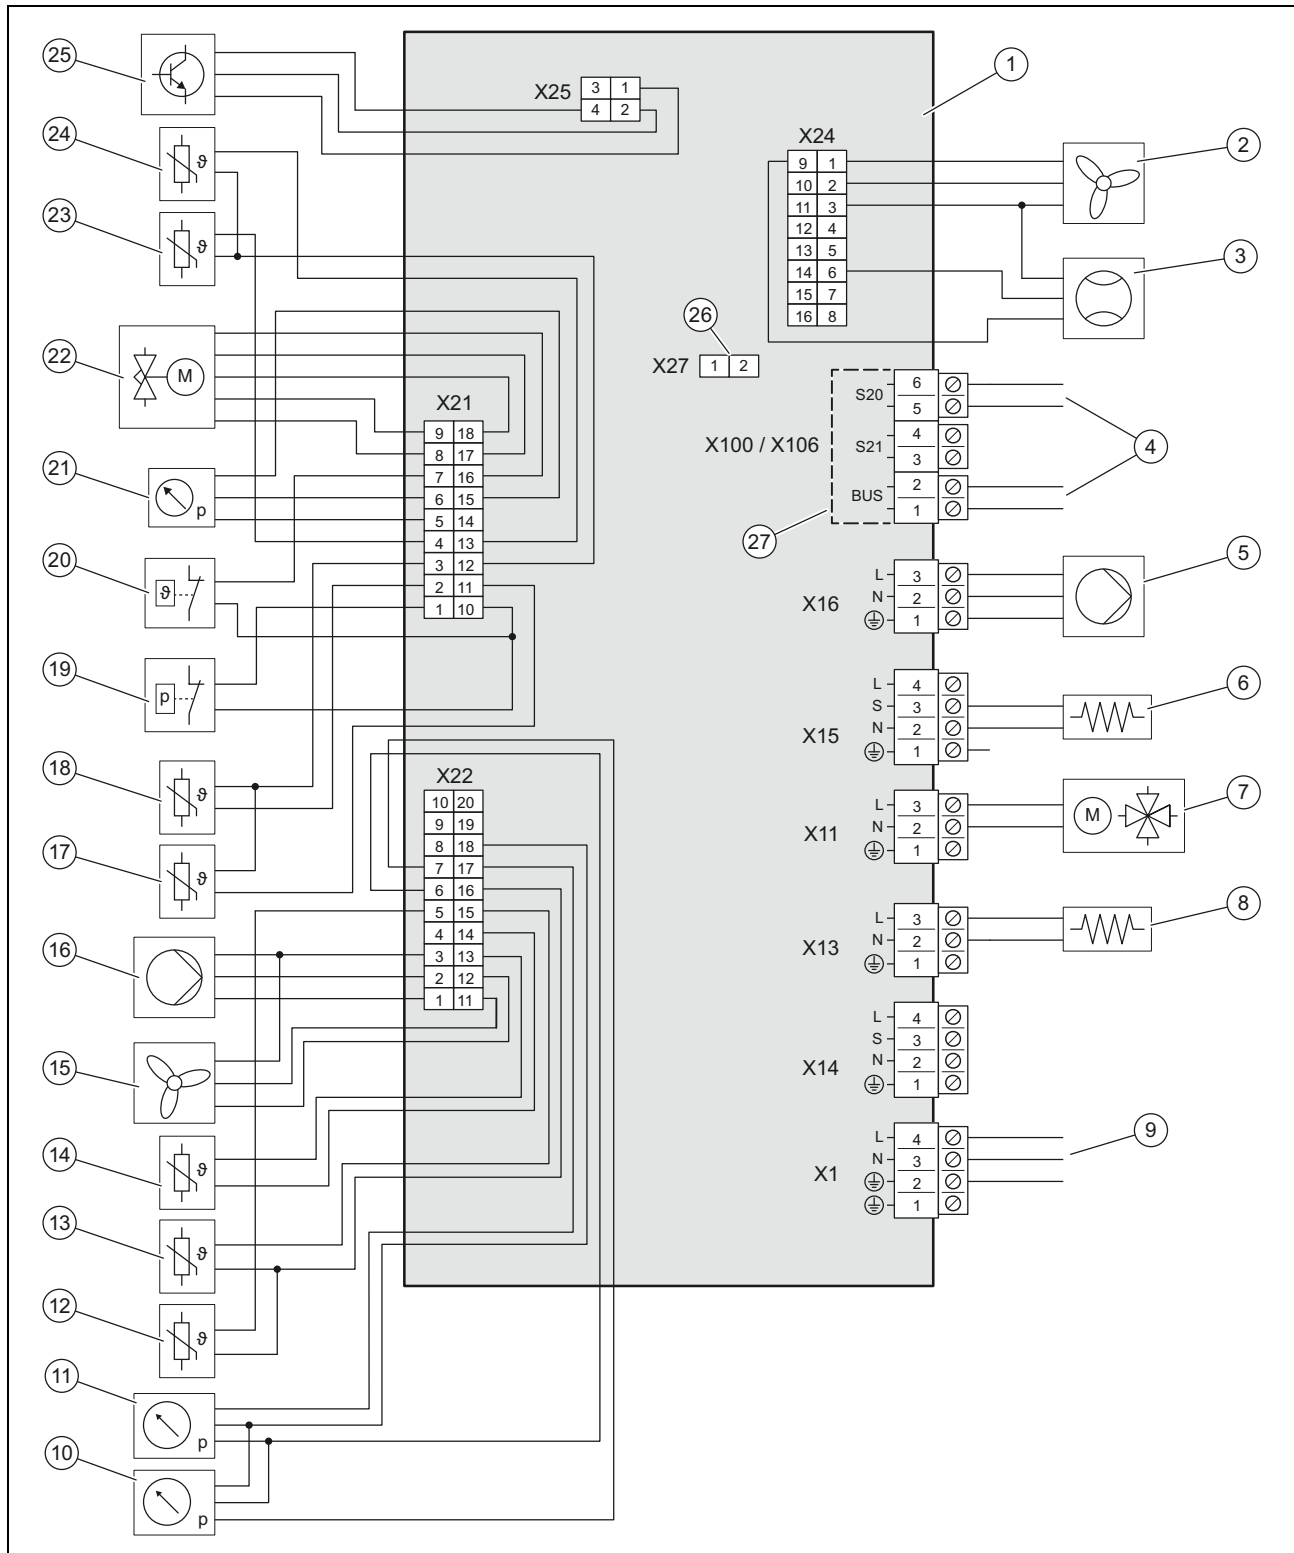 25
24
23
22
M
21
p
20
ϑ
19
p
18
ϑ
17
ϑ
16
15
14
ϑ
13
ϑ
12
ϑ
11
p
10
p
ϑ
ϑ
X25
3 1
4 2
X24
9 1
10 2
11 3
12 4
13 5
14 6
15 7
16 8
26
X27 1 2
X21
9 18
8 17
7 16
6 15
5 14
4 13
3 12
2 11
1 10
X22
10 20
9 19
8 18
7 17
6 16
5 15
4 14
3 13
2 12
1 11
X100 / X106
S20 6
5
S21 4
3
BUS 2
1
27
X16
L 3
N 2
1
X15
L 4
S 3
N 2
1
X11
L 3
N 2
1
X13
L 3
N 2
1
X14
L 4
S 3
N 2
1
X1
L 4
N 3
2
1
1
2
3
4
5
6
M
7
8
9